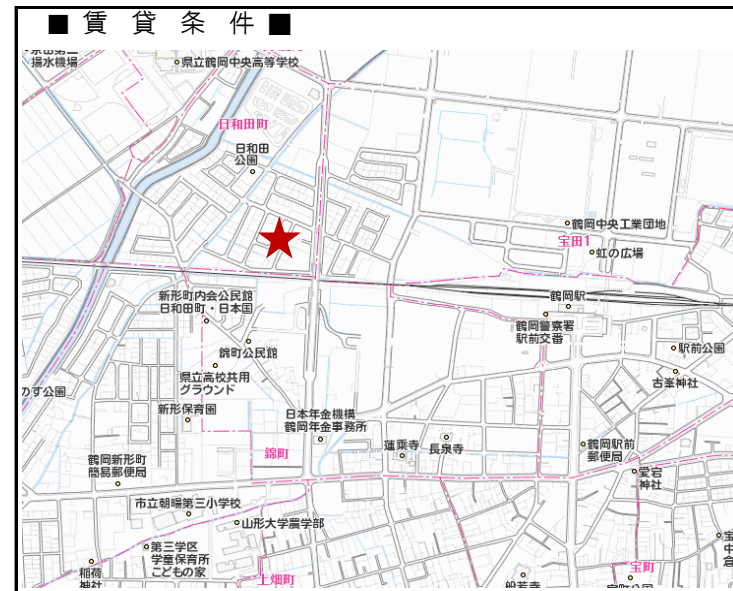 ■ 賃 貸 条 件 ■
揚水機場
県立鶴岡中央高等学校
日和田町
日和田
公園
鶴岡中央工業団地
宝田1
虹の広場
新形町内会公民館
日和田町・日本国
鶴岡駅
鶴岡警察署
駅前交番
錦町公民館
駅前公園
県立高校共用
グラウンド
古峯神社
のす公園
新形保育園
日本年金機構
鶴岡年金事務所
蓮乗寺
長泉寺
鶴岡駅前
郵便局
錦町
鶴岡新形町
簡易郵便局
愛宕
神社
市立朝暘第三小学校
山形大学農学部
第三学区
学童保育所
こどもの家
稲荷
神社
上畑町
般若寺
宝町